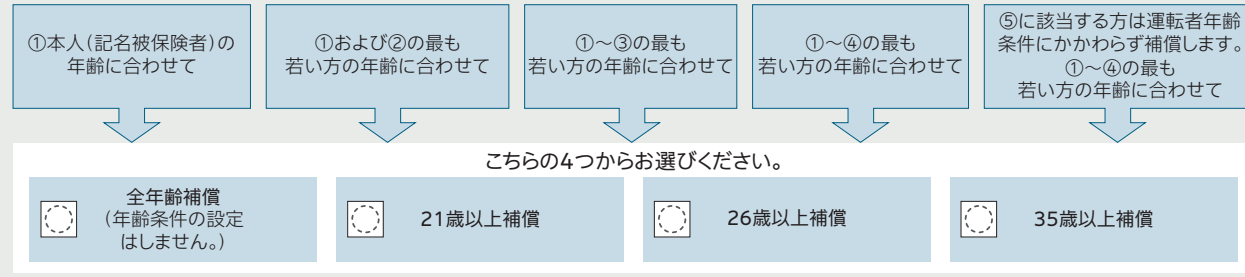 ①本人(記名被保険者)の
年齢に合わせて
①および②の最も
若い方の年齢に合わせて
①〜③の最も
若い方の年齢に合わせて
①〜④の最も
若い方の年齢に合わせて
⑤に該当する方は運転者年齢
条件にかかわらず補償します。
①〜④の最も
若い方の年齢に合わせて
こちらの4つからお選びください。
全年齢補償
(年齢条件の設定
はしません。)
21歳以上補償
26歳以上補償
35歳以上補償